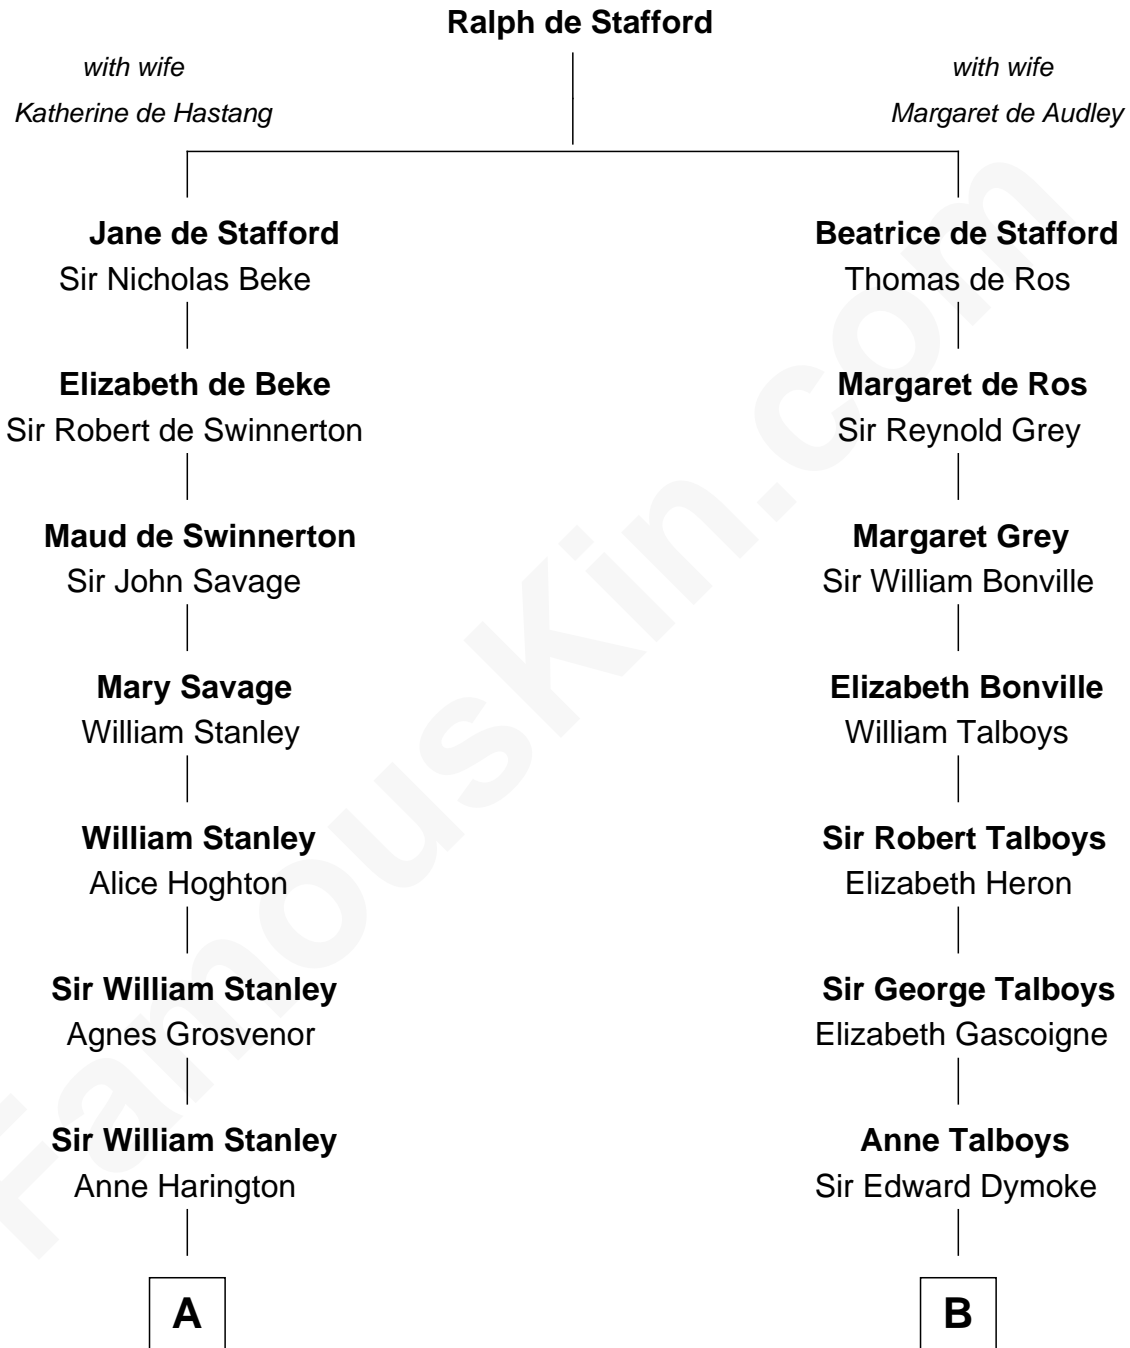 Ralph de Stafford
with wife
Katherine de Hastang
with wife
Margaret de Audley
Jane de Stafford
Sir Nicholas Beke
Beatrice de Stafford
Thomas de Ros
Elizabeth de Beke
Sir Robert de Swinnerton
Margaret de Ros
Sir Reynold Grey
Maud de Swinnerton
Sir John Savage
Margaret Grey
Sir William Bonville
Mary Savage
William Stanley
Elizabeth Bonville
William Talboys
William Stanley
Alice Hoghton
Sir Robert Talboys
Elizabeth Heron
Sir William Stanley
Agnes Grosvenor
Sir George Talboys
Elizabeth Gascoigne
Sir William Stanley
Anne Harington
Anne Talboys
Sir Edward Dymoke
A
B
FamousKin.com